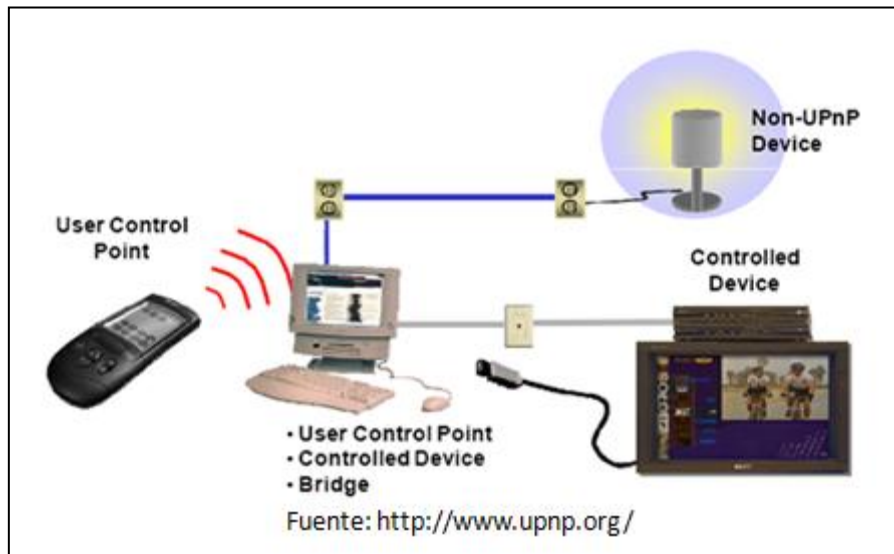 Non-UPnP
Device
User Control
Point
Controlled
Device
• User Control Point
• Controlled Device
• Bridge
Fuente: http://www.upnp.org/